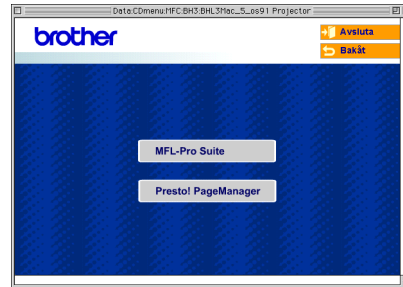 Data:CDmenu:MFC:BH3:BHL3Mac_5_os91 Projector
brother
Avsluta
Bakåt
MFL-Pro Suite
Presto! PageManager